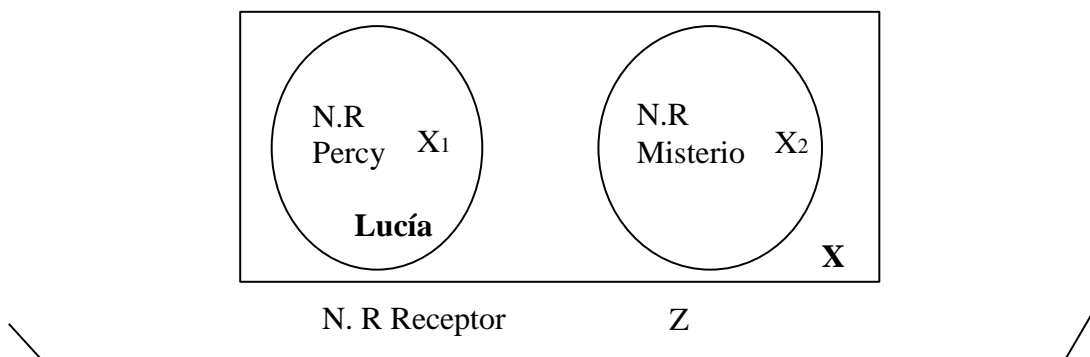 N.R
Percy X1
Lucía
N.R
Misterio X2
X
N. R Receptor Z